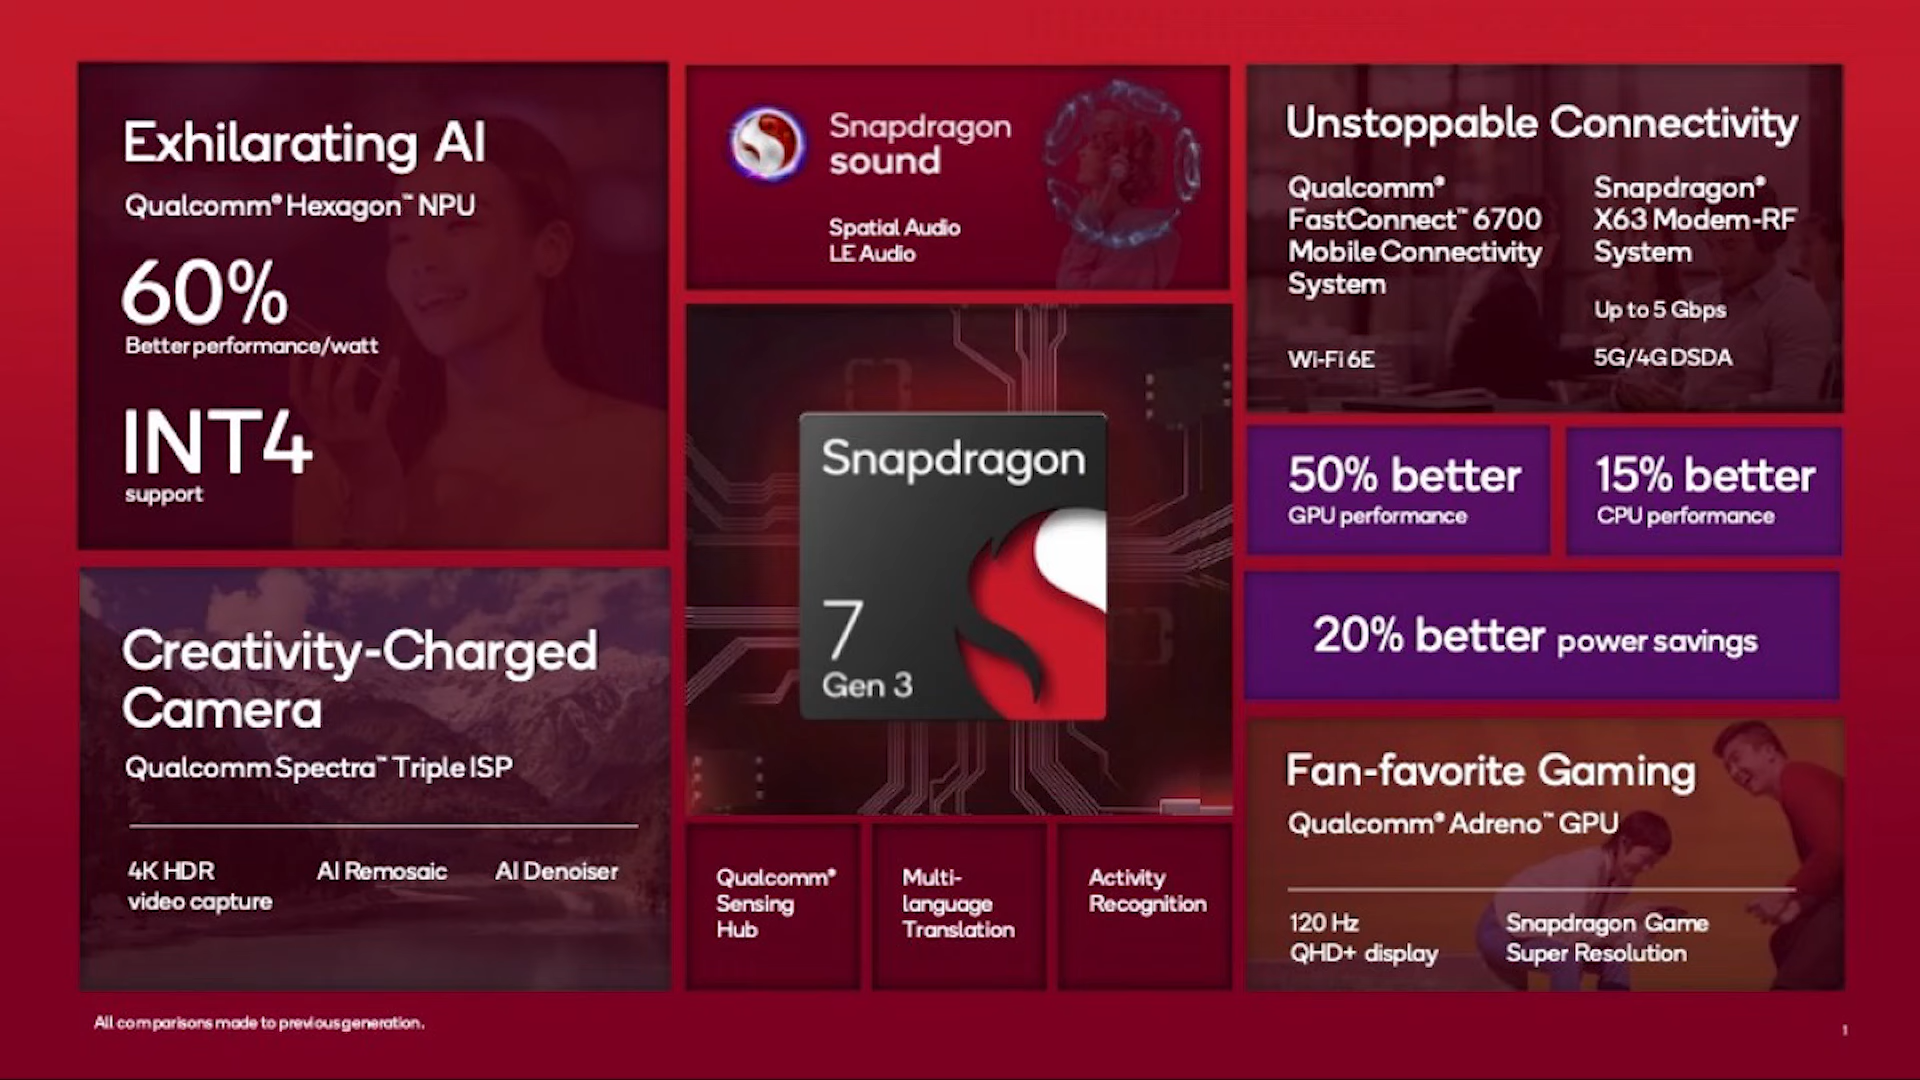 Exhilarating AI
Qualcomm® Hexagon™ NPU
60%
Better performance/watt
INT4
support
Creativity-Charged
Camera
Qualcomm Spectra™ Triple ISP
4K HDR
video capture
AI Remosaic
AI Denoiser
Snapdragon
sound
Spatial Audio
LE Audio
Snapdragon
7
Gen 3
Qualcomm®
Sensing
Hub
Multi-
language
Translation
Activity
Recognition
Unstoppable Connectivity
Qualcomm®
FastConnect™ 6700
Mobile Connectivity
System
Wi-Fi 6E
Snapdragon®
X63 Modem-RF
System
Up to 5 Gbps
5G/4G DSDA
50% better
GPU performance
15% better
CPU performance
20% better power savings
Fan-favorite Gaming
Qualcomm® Adreno™ GPU
120 Hz
QHD+ display
Snapdragon Game
Super Resolution
All comparisons made to previous generation.
1